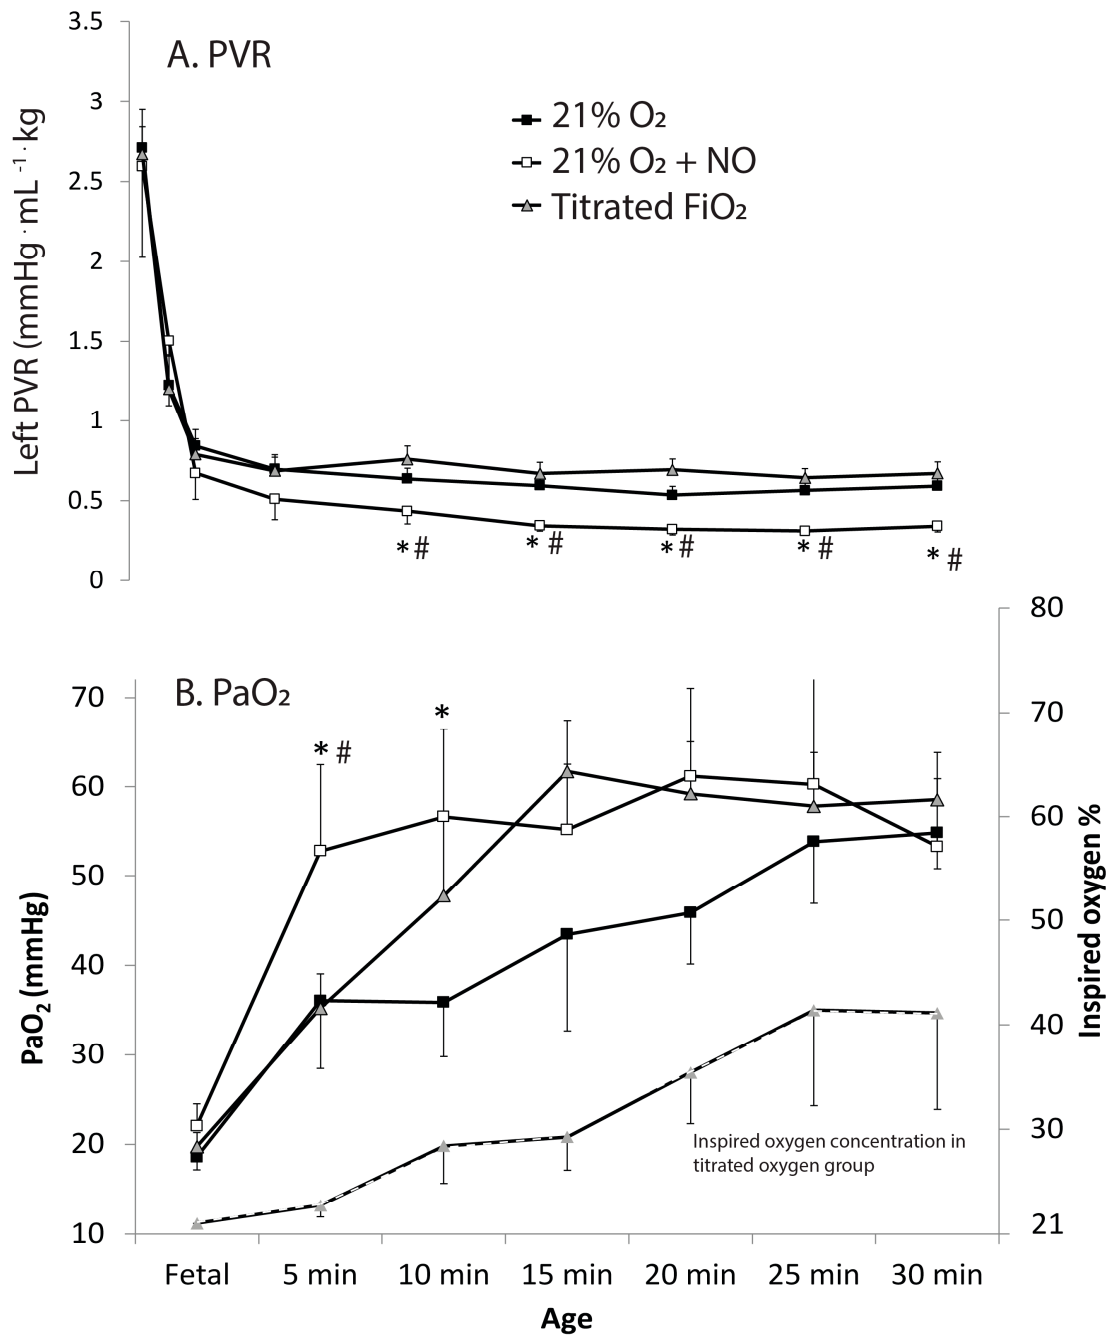 3.5
A. PVR
3
2.5
2
1.5
1
0.5
0
Left PVR (mmHg · mL ⁻¹ · kg
21% O₂
21% O₂ + NO
Titrated FiO₂
* #
* #
* #
* #
* #
B. PaO₂
70
60
50
40
30
20
10
PaO₂ (mmHg)
* #
*
80
70
60
50
40
30
21
Inspired oxygen %
Inspired oxygen concentration in
titrated oxygen group
Fetal 5 min 10 min 15 min 20 min 25 min 30 min
Age